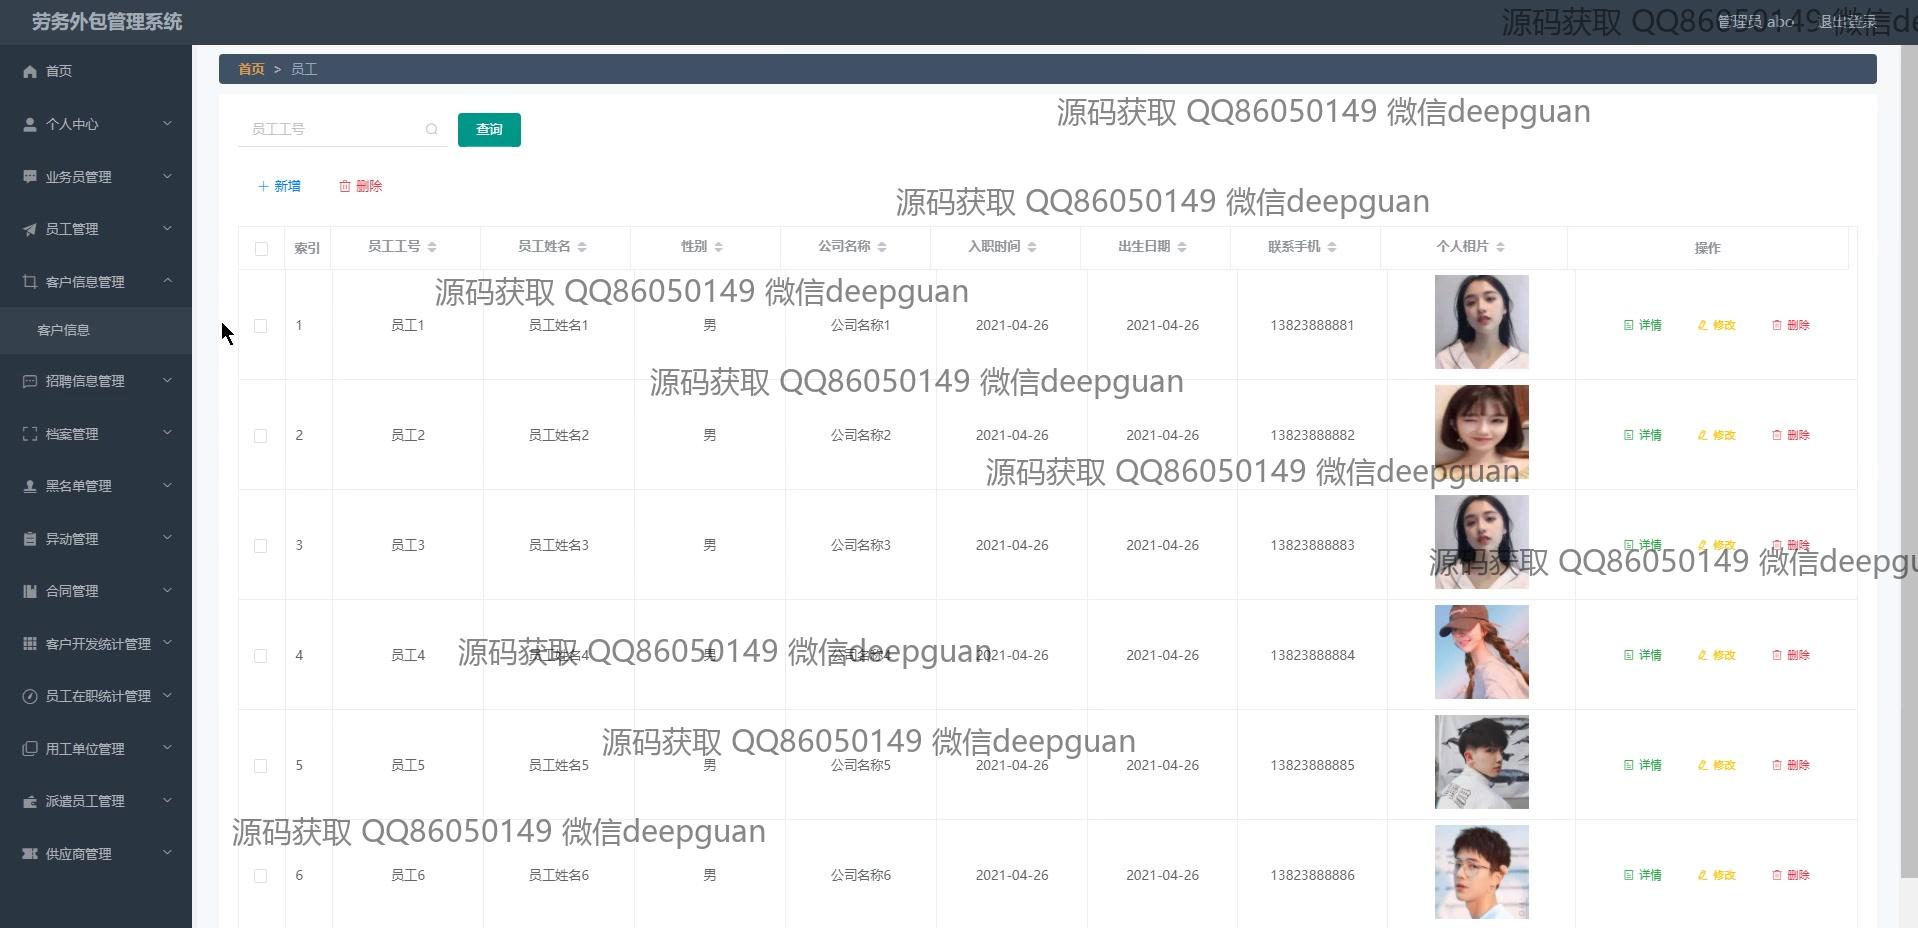 劳务外包管理系统
管理员 abo 退出登录
源码获取 QQ86050149 微信de
首页
个人中心
业务员管理
员工管理
客户信息管理
客户信息
招聘信息管理
档案管理
黑名单管理
异动管理
合同管理
客户开发统计管理
员工在职统计管理
用工单位管理
派遣员工管理
供应商管理
首页 > 员工
源码获取 QQ86050149 微信deepguan
员工工号 查询
新增 删除
源码获取 QQ86050149 微信deepguan
索引 员工工号 员工姓名 性别 公司名称 入职时间 出生日期 联系手机 个人相片 操作
源码获取 QQ86050149 微信deepguan
1 员工1 员工姓名1 男 公司名称1 2021-04-26 2021-04-26 13823888881 详情 修改 删除
源码获取 QQ86050149 微信deepguan
2 员工2 员工姓名2 男 公司名称2 2021-04-26 2021-04-26 13823888882 详情 修改 删除
源码获取 QQ86050149 微信deepguan
3 员工3 员工姓名3 男 公司名称3 2021-04-26 2021-04-26 13823888883 详情 修改 删除
源码获取 QQ86050149 微信deepgu
4 员工4 员工姓名4 男 公司名称4 2021-04-26 2021-04-26 13823888884 详情 修改 删除
源码获取 QQ86050149 微信deepguan
源码获取 QQ86050149 微信deepguan
5 员工5 员工姓名5 男 公司名称5 2021-04-26 2021-04-26 13823888885 详情 修改 删除
源码获取 QQ86050149 微信deepguan
6 员工6 员工姓名6 男 公司名称6 2021-04-26 2021-04-26 13823888886 详情 修改 删除